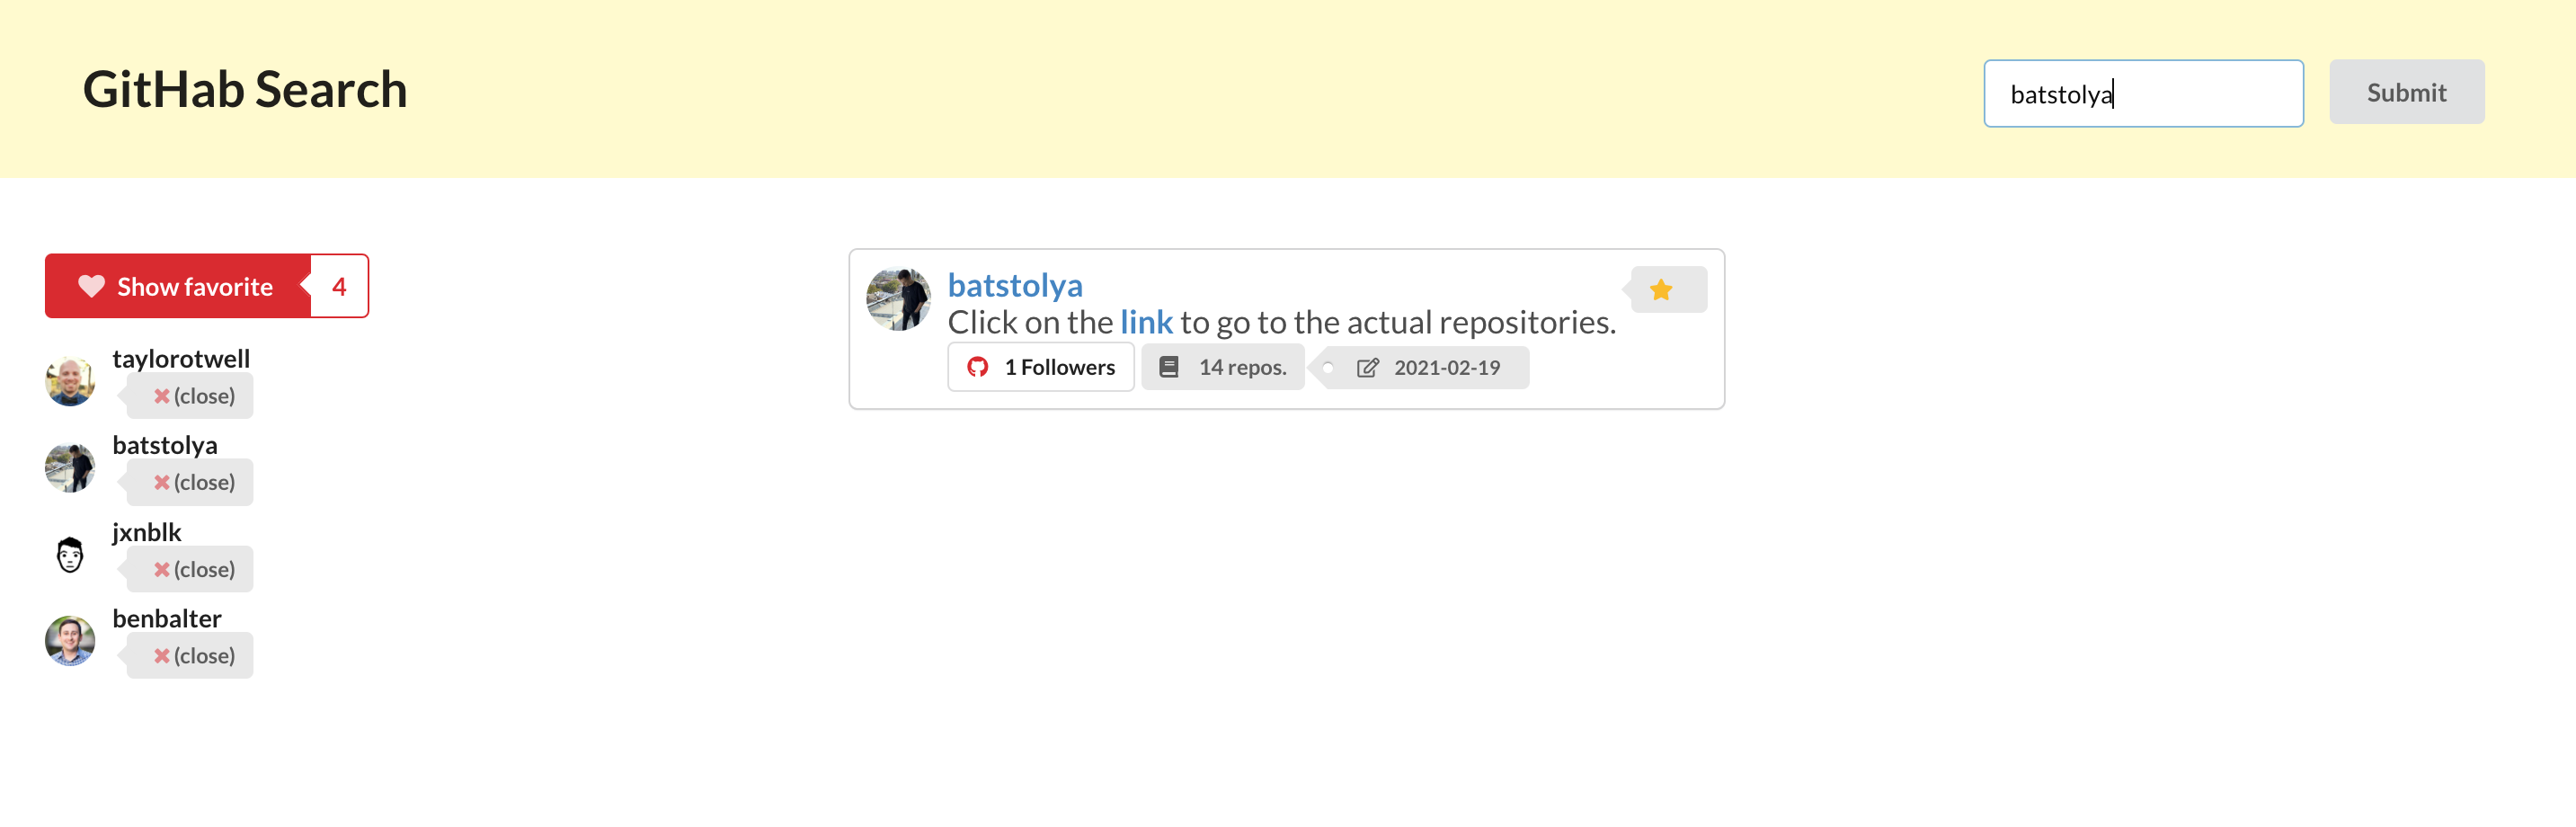 GitHab Search
batstolya
Submit
Show favorite 4
taylorotwell
(close)
batstolya
(close)
jxnblk
(close)
benbalter
(close)
batstolya
Click on the link to go to the actual repositories.
1 Followers 14 repos. 2021-02-19